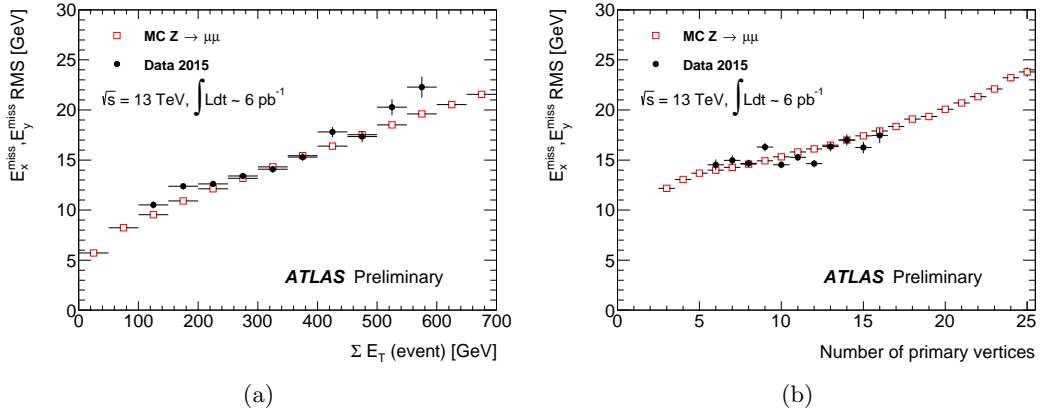 E_x^miss, E_y^miss RMS [GeV]
30
25
20
15
10
5
0
MC Z → μμ
Data 2015
√s = 13 TeV, ∫Ldt ~ 6 pb⁻¹
ATLAS Preliminary
0 100 200 300 400 500 600 700
Σ E_T (event) [GeV]
(a)
E_x^miss, E_y^miss RMS [GeV]
30
25
20
15
10
5
0
MC Z → μμ
Data 2015
√s = 13 TeV, ∫Ldt ~ 6 pb⁻¹
ATLAS Preliminary
0 5 10 15 20 25
Number of primary vertices
(b)